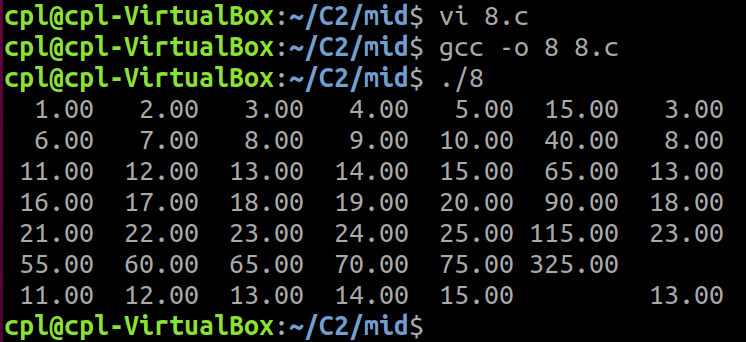 cpl@cpl-VirtualBox:~/C2/mid$ vi 8.c
cpl@cpl-VirtualBox:~/C2/mid$ gcc -o 8 8.c
cpl@cpl-VirtualBox:~/C2/mid$ ./8
  1.00   2.00   3.00   4.00   5.00  15.00   3.00
  6.00   7.00   8.00   9.00  10.00  40.00   8.00
 11.00  12.00  13.00  14.00  15.00  65.00  13.00
 16.00  17.00  18.00  19.00  20.00  90.00  18.00
 21.00  22.00  23.00  24.00  25.00 115.00  23.00
 55.00  60.00  65.00  70.00  75.00 325.00
 11.00  12.00  13.00  14.00  15.00         13.00
cpl@cpl-VirtualBox:~/C2/mid$